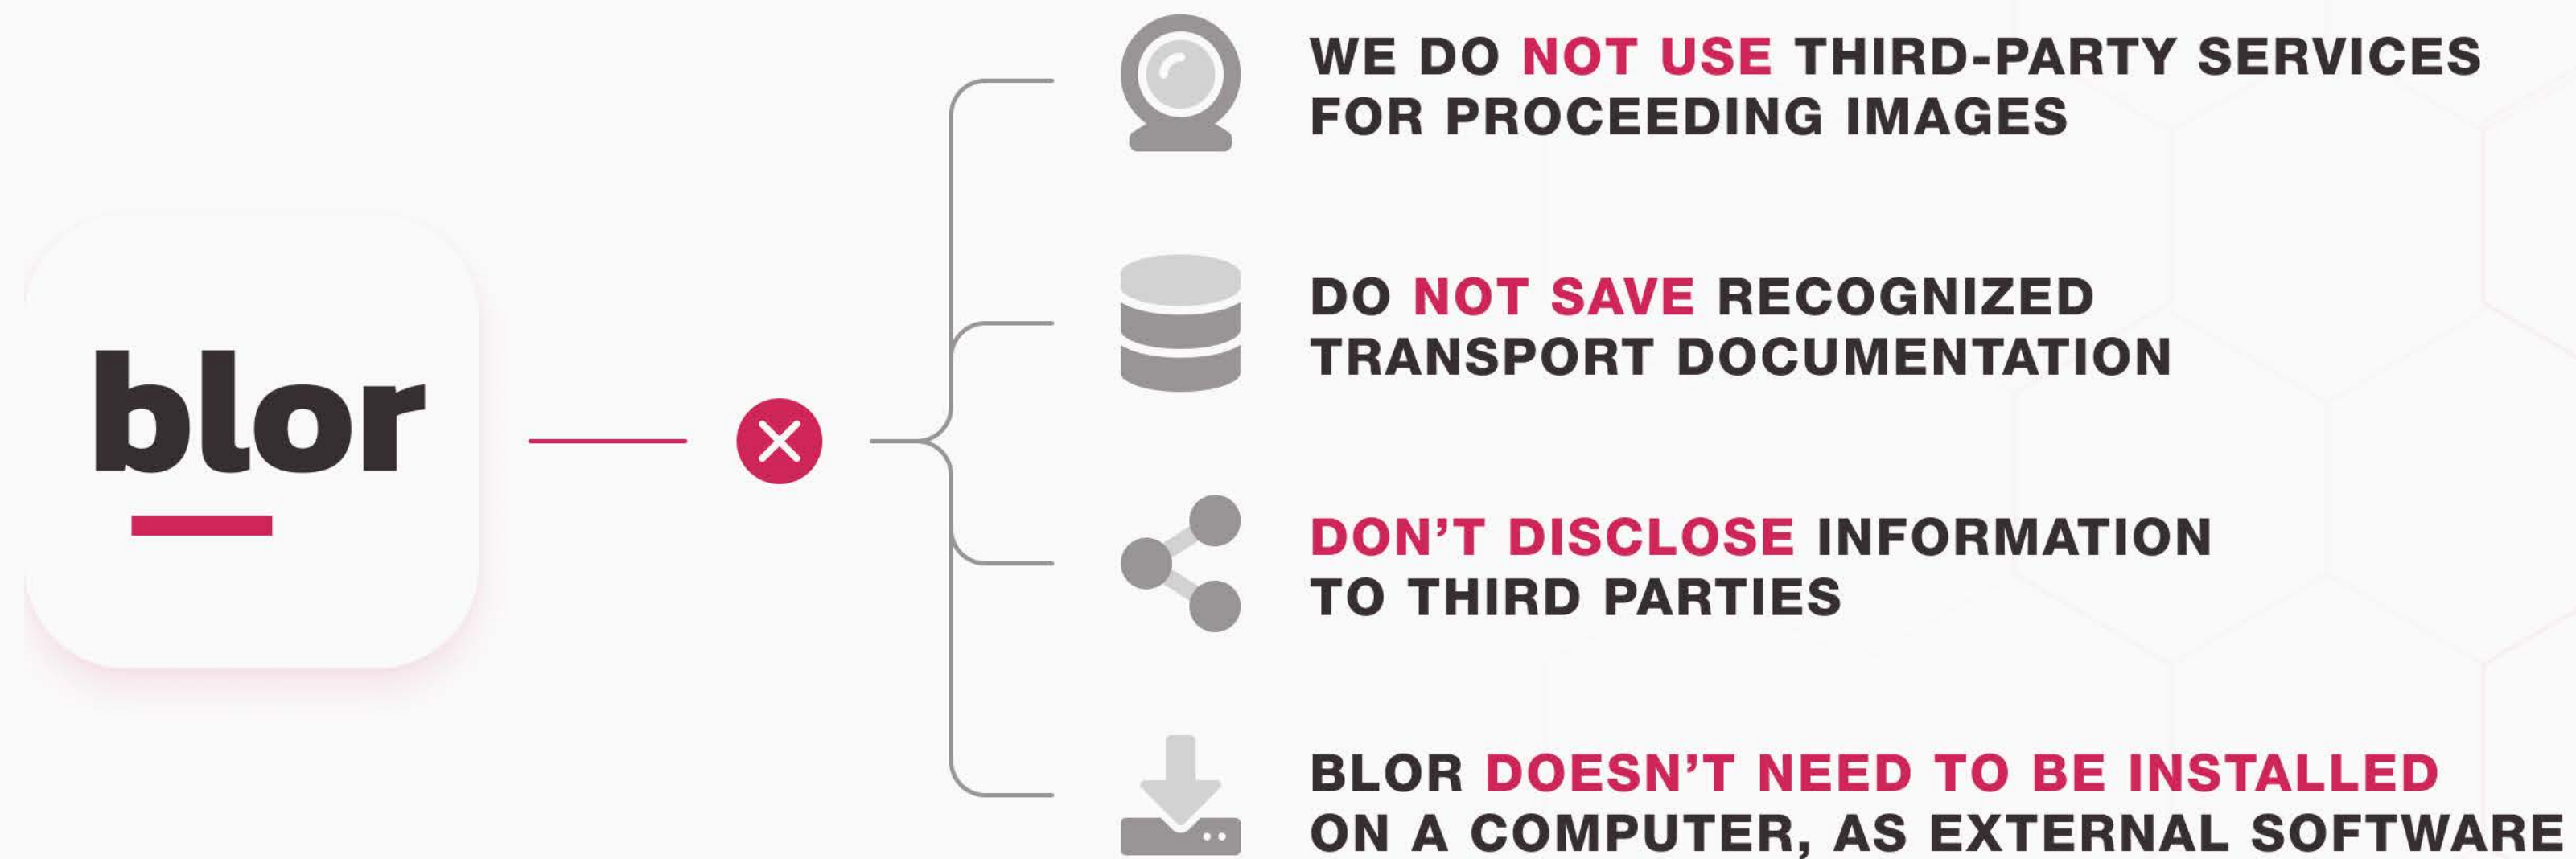 blor
WE DO NOT USE THIRD-PARTY SERVICES
FOR PROCEEDING IMAGES
DO NOT SAVE RECOGNIZED
TRANSPORT DOCUMENTATION
DON’T DISCLOSE INFORMATION
TO THIRD PARTIES
BLOR DOESN’T NEED TO BE INSTALLED
ON A COMPUTER, AS EXTERNAL SOFTWARE